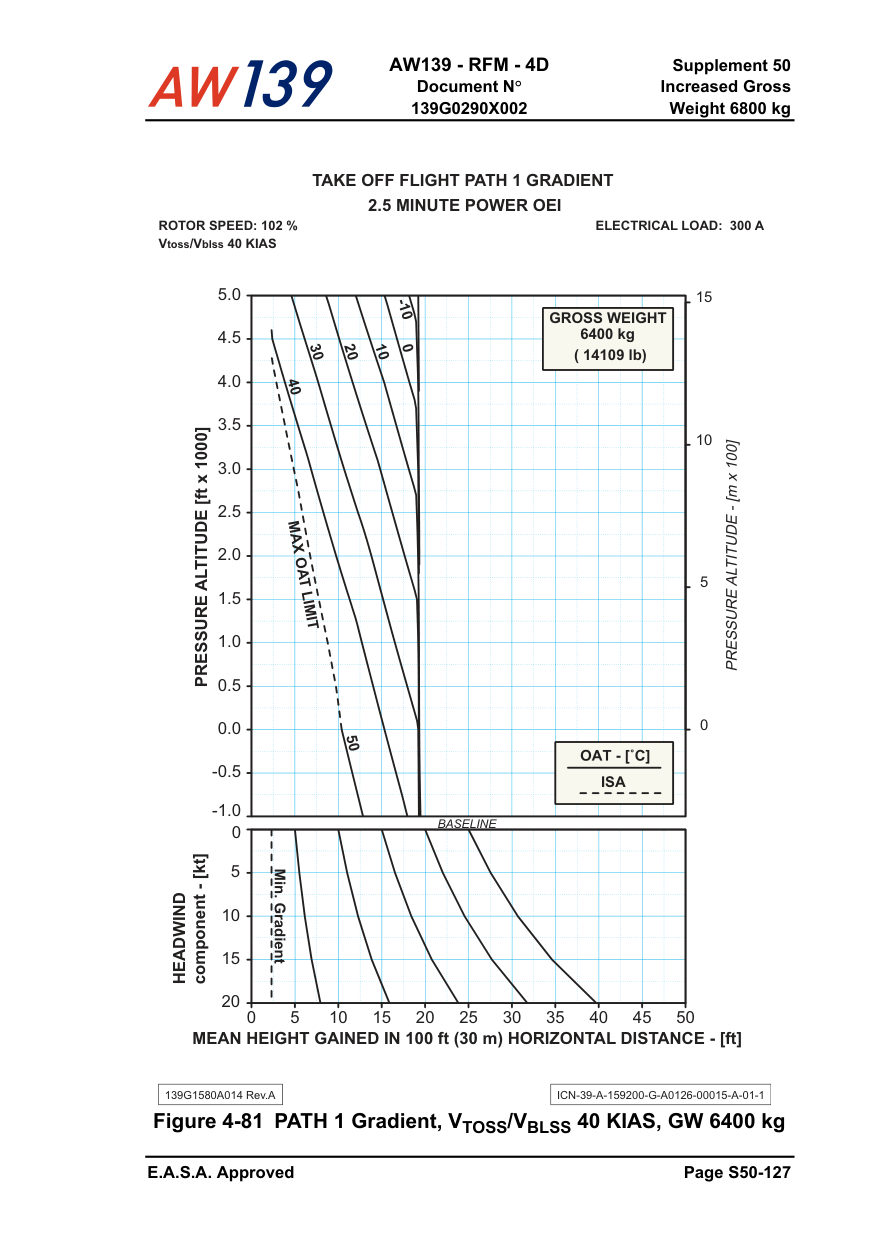 AW139
AW139 - RFM - 4D
Document N°
139G0290X002
Supplement 50
Increased Gross
Weight 6800 kg
TAKE OFF FLIGHT PATH 1 GRADIENT
2.5 MINUTE POWER OEI
ROTOR SPEED: 102 %
ELECTRICAL LOAD: 300 A
Vtoss/Vblss 40 KIAS
GROSS WEIGHT
6400 kg
( 14109 lb)
PRESSURE ALTITUDE [ft x 1000]
5.0
4.5
4.0
3.5
3.0
2.5
2.0
1.5
1.0
0.5
0.0
-0.5
-1.0
-10
0
10
20
30
40
50
MAX OAT LIMIT
15
10
5
0
PRESSURE ALTITUDE - [m x 100]
OAT - [°C]
ISA
BASELINE
HEADWIND
component - [kt]
0
5
10
15
20
Min. Gradient
0 5 10 15 20 25 30 35 40 45 50
MEAN HEIGHT GAINED IN 100 ft (30 m) HORIZONTAL DISTANCE - [ft]
139G1580A014 Rev.A
ICN-39-A-159200-G-A0126-00015-A-01-1
Figure 4-81 PATH 1 Gradient, VTOSS/VBLSS 40 KIAS, GW 6400 kg
E.A.S.A. Approved
Page S50-127